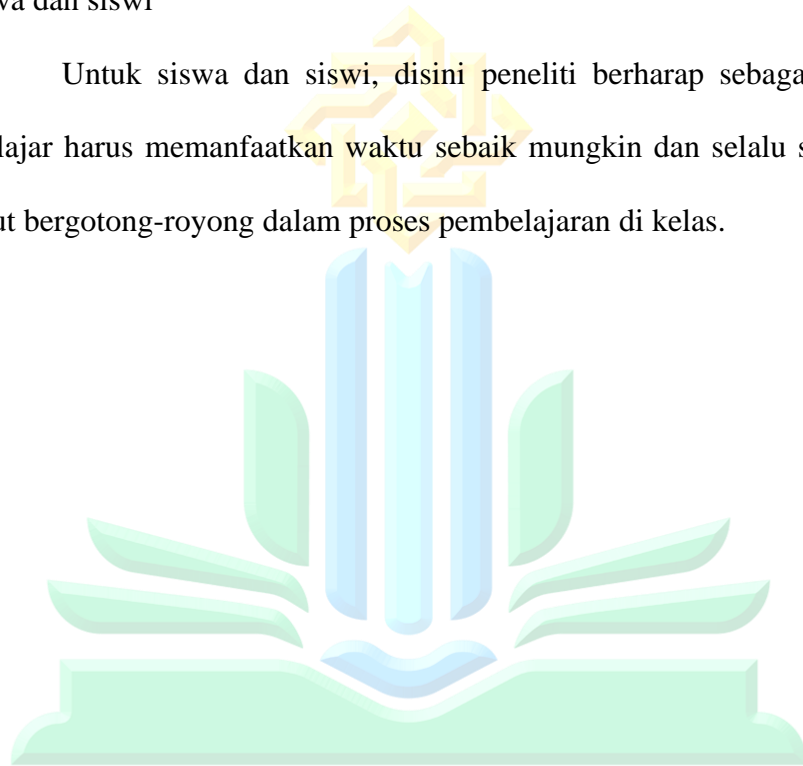 wa dan siswi
Untuk siswa dan siswi, disini peneliti berharap sebaga
lajar harus memanfaatkan waktu sebaik mungkin dan selalu s
ut bergotong-royong dalam proses pembelajaran di kelas.